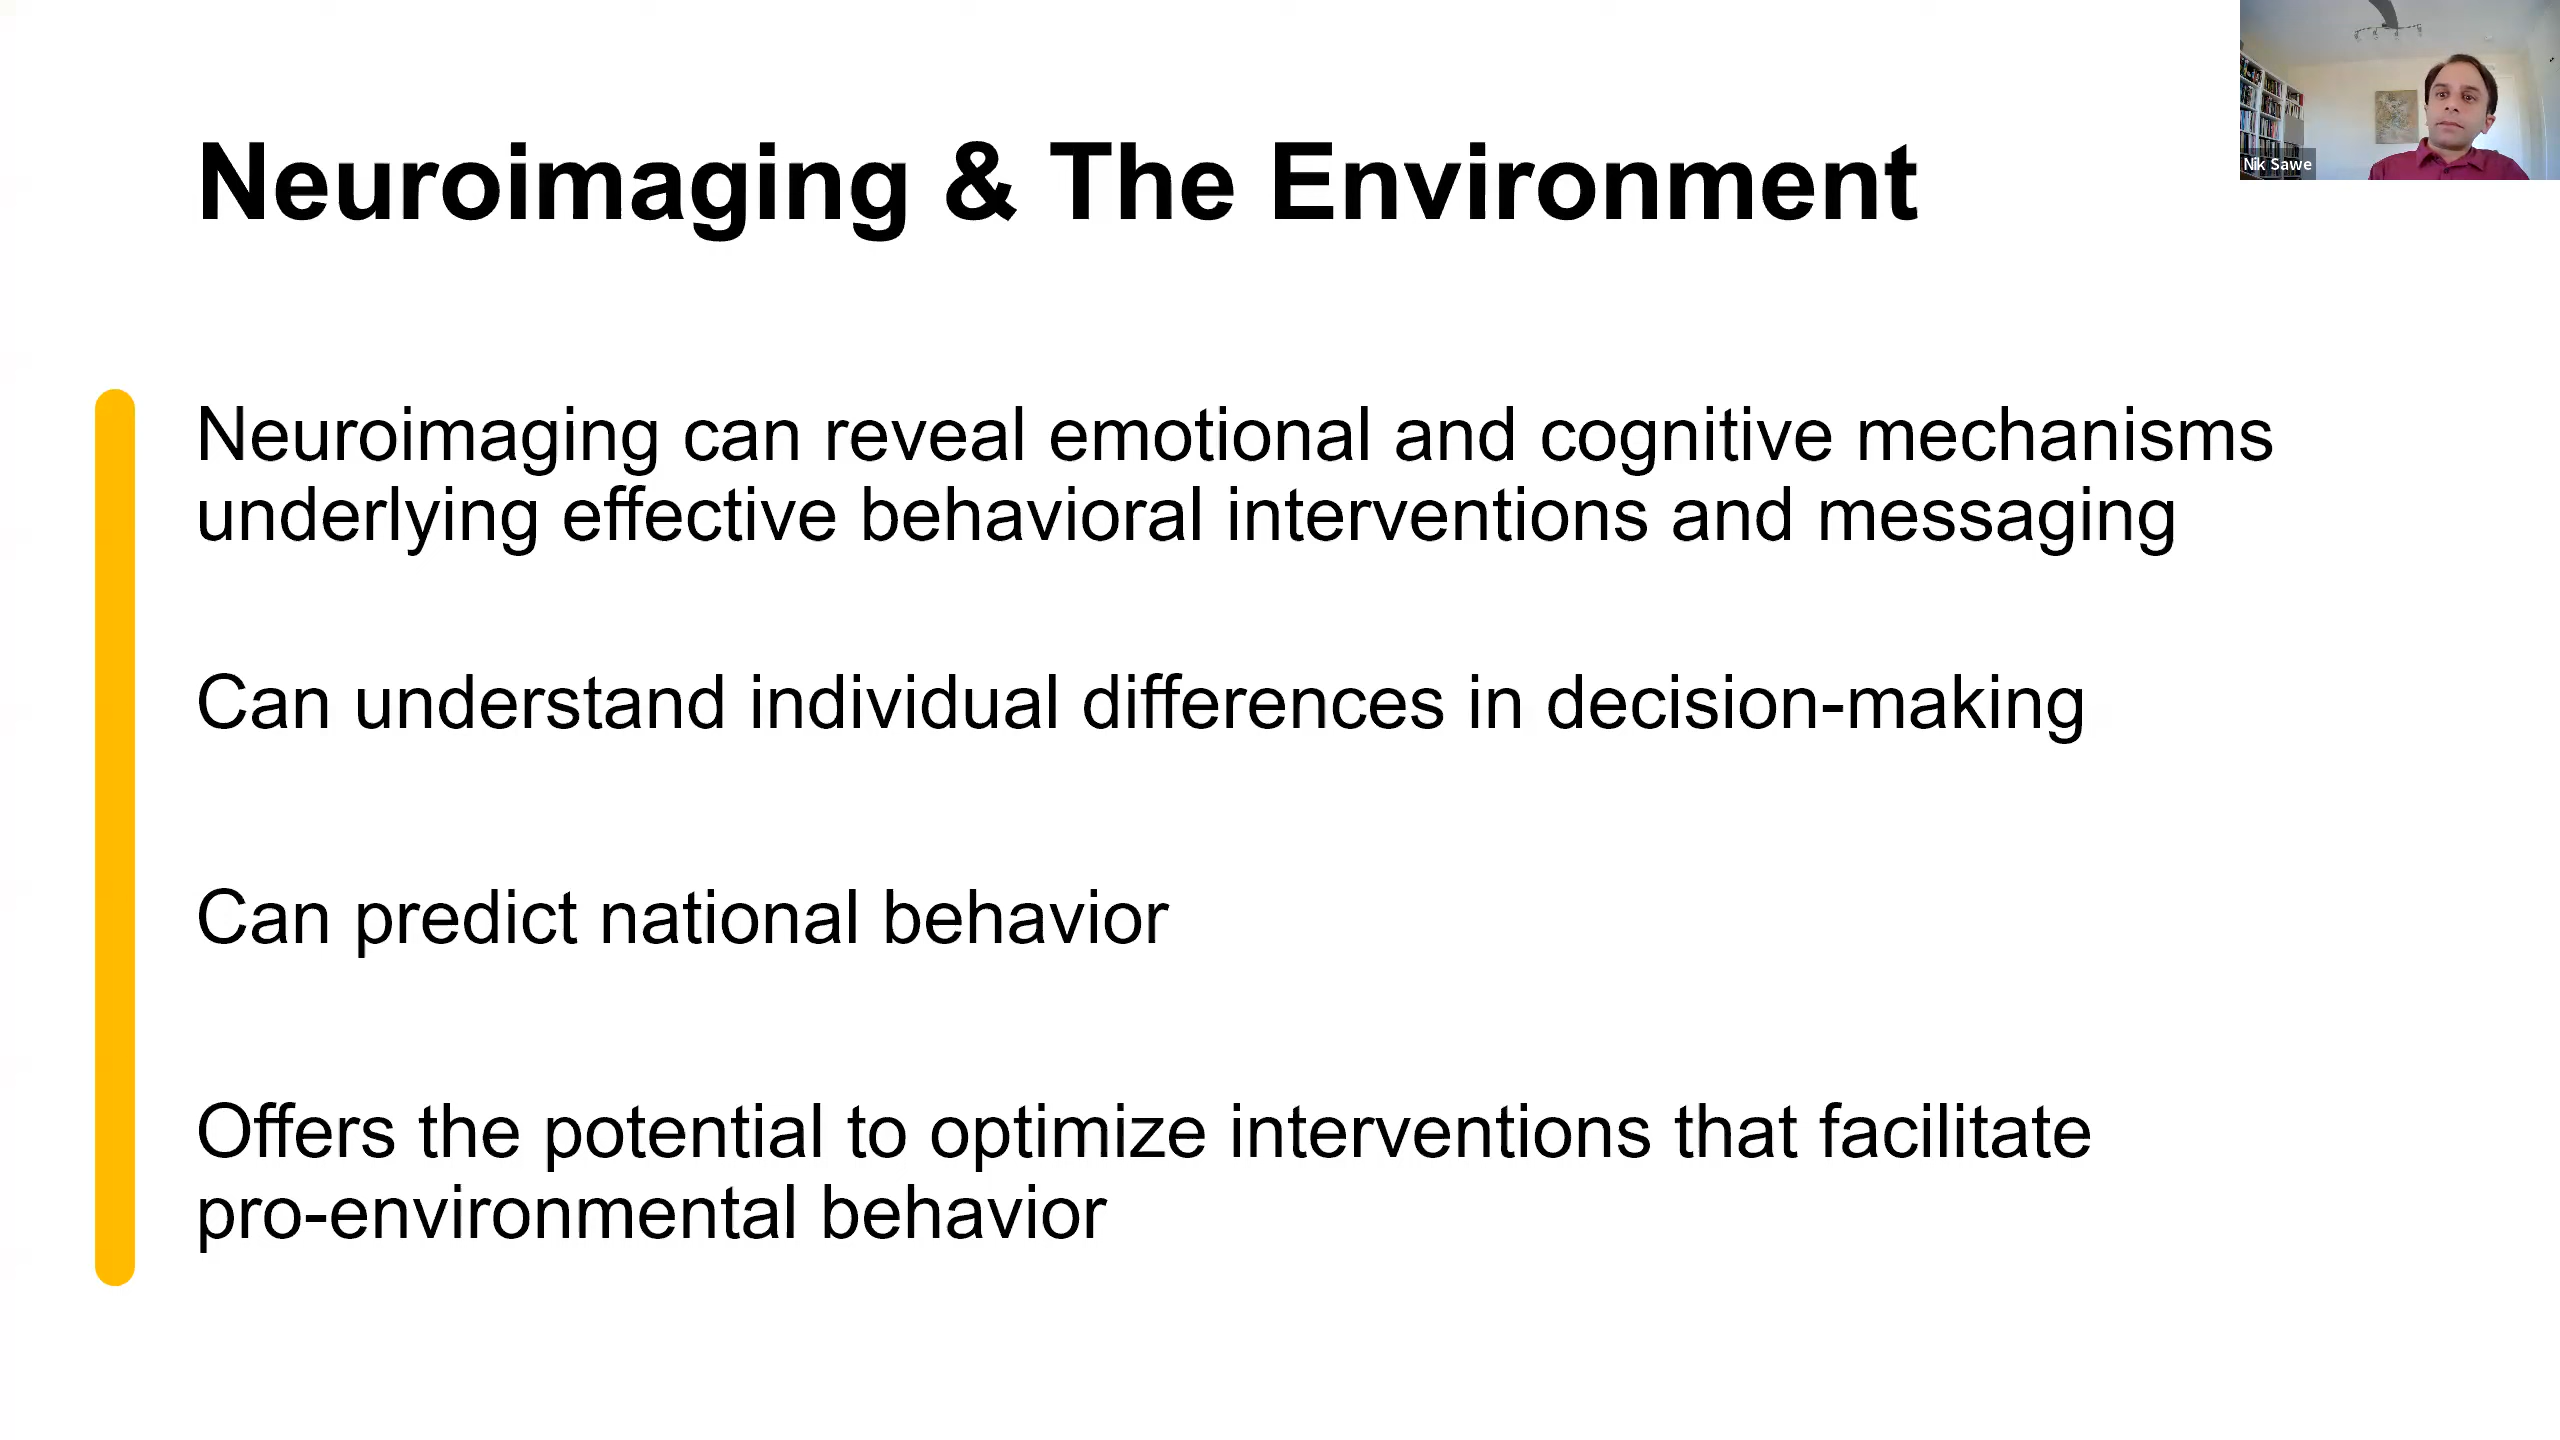 Neuroimaging & The Environment
Nik Sawe
Neuroimaging can reveal emotional and cognitive mechanisms
underlying effective behavioral interventions and messaging
Can understand individual differences in decision-making
Can predict national behavior
Offers the potential to optimize interventions that facilitate
pro-environmental behavior